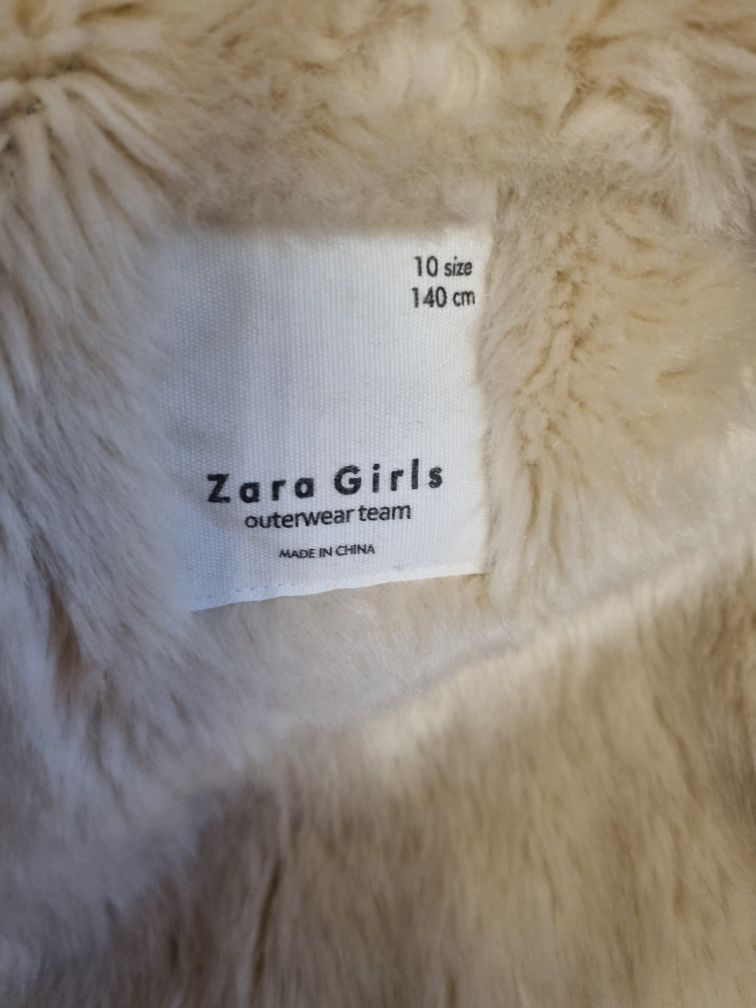 10 size
140 cm
Zara Girls
outerwear team
MADE IN CHINA